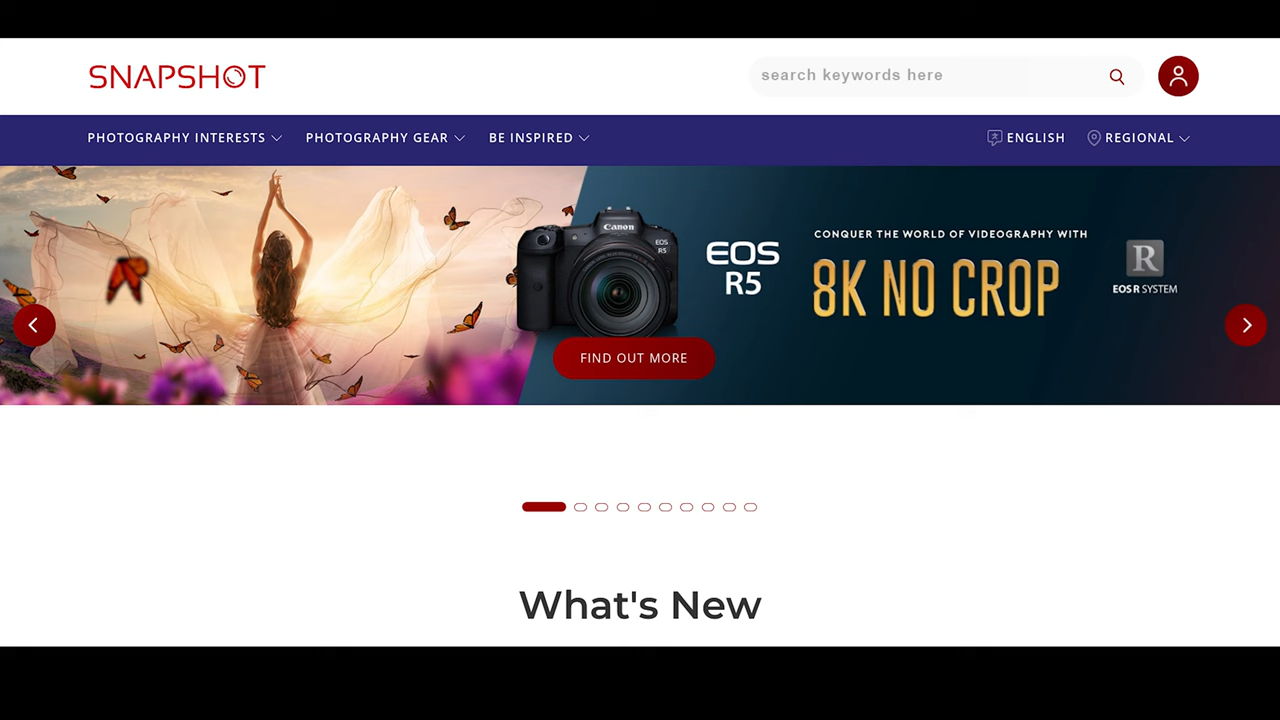 SNAPSHOT
search keywords here
PHOTOGRAPHY INTERESTS PHOTOGRAPHY GEAR BE INSPIRED ENGLISH REGIONAL
Canon
EOS
R5
EOS
R5
CONQUER THE WORLD OF VIDEOGRAPHY WITH
8K NO CROP
R
EOS R SYSTEM
FIND OUT MORE
What's New